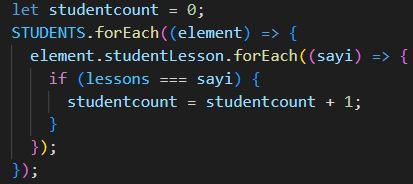 let studentcount = 0;
STUDENTS.forEach((element) => {
  element.studentLesson.forEach((sayi) => {
    if (lessons === sayi) {
      studentcount = studentcount + 1;
    }
  });
});